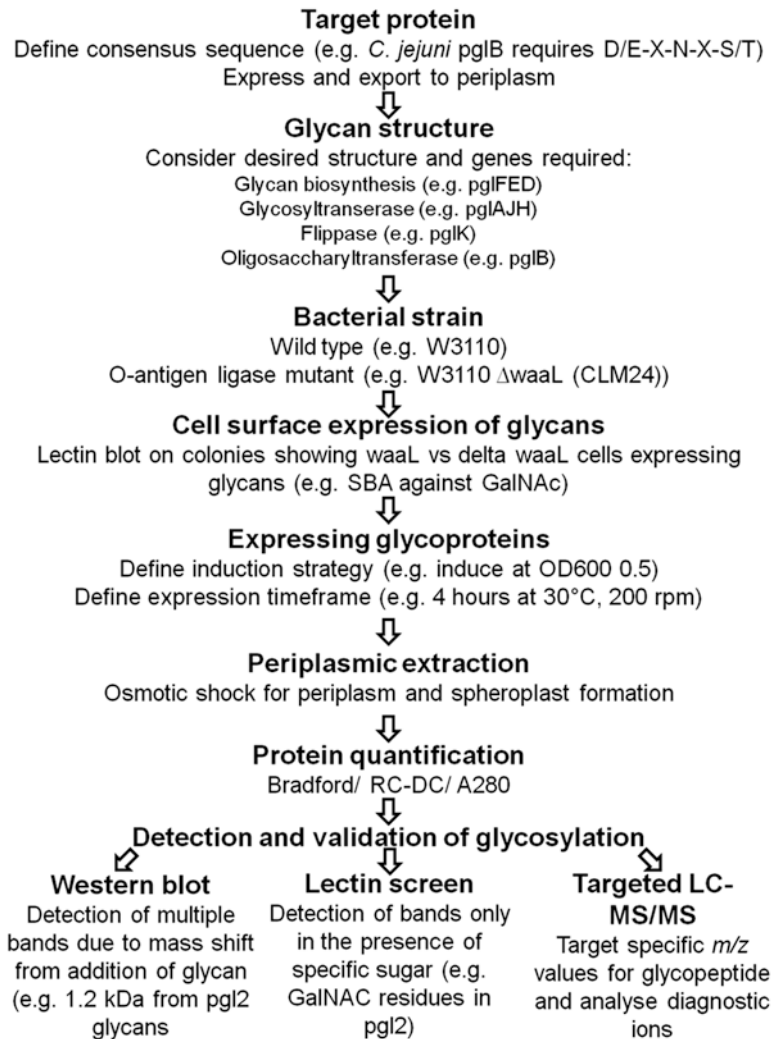 Target protein
Define consensus sequence (e.g. C. jejuni pglB requires D/E-X-N-X-S/T)
Express and export to periplasm
Glycan structure
Consider desired structure and genes required:
Glycan biosynthesis (e.g. pglFED)
Glycosyltranserase (e.g. pglAJH)
Flippase (e.g. pglK)
Oligosaccharyltransferase (e.g. pglB)
Bacterial strain
Wild type (e.g. W3110)
O-antigen ligase mutant (e.g. W3110 ΔwaaL (CLM24))
Cell surface expression of glycans
Lectin blot on colonies showing waaL vs delta waaL cells expressing
glycans (e.g. SBA against GalNAc)
Expressing glycoproteins
Define induction strategy (e.g. induce at OD600 0.5)
Define expression timeframe (e.g. 4 hours at 30°C, 200 rpm)
Periplasmic extraction
Osmotic shock for periplasm and spheroplast formation
Protein quantification
Bradford/ RC-DC/ A280
Detection and validation of glycosylation
Western blot
Detection of multiple
bands due to mass shift
from addition of glycan
(e.g. 1.2 kDa from pgl2
glycans
Lectin screen
Detection of bands only
in the presence of
specific sugar (e.g.
GalNAC residues in
pgl2)
Targeted LC-
MS/MS
Target specific m/z
values for glycopeptide
and analyse diagnostic
ions